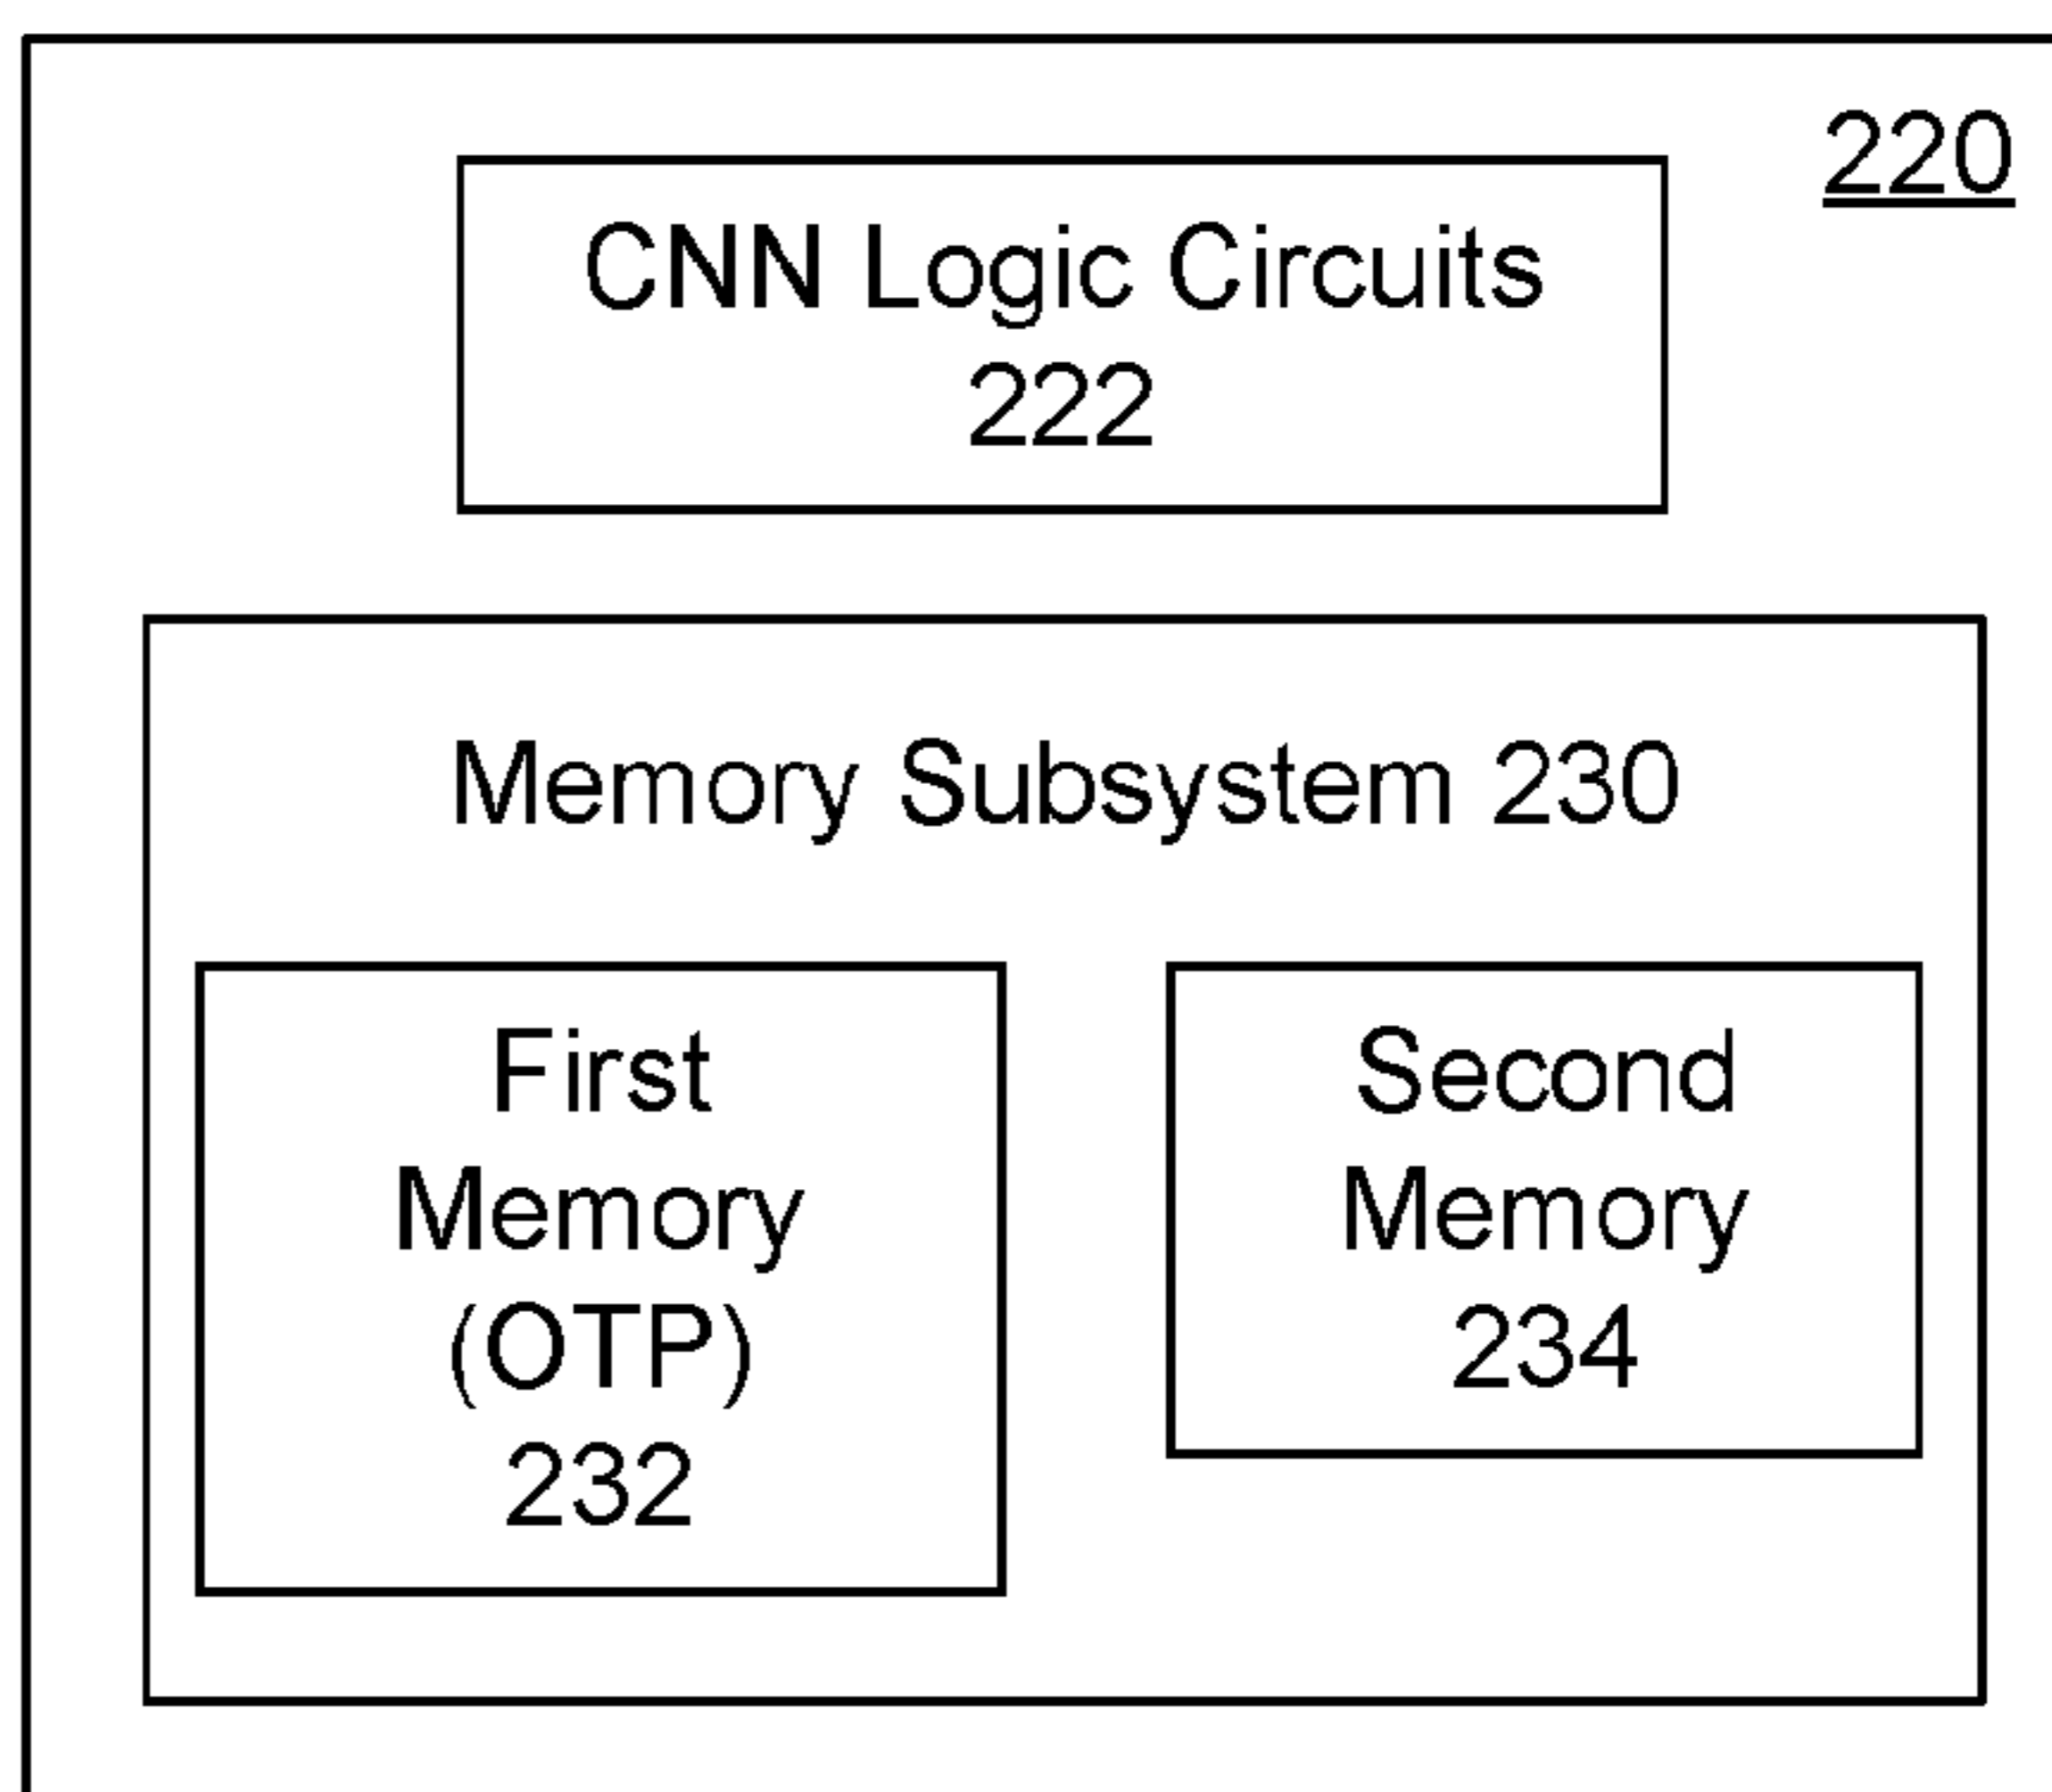 220
CNN Logic Circuits
222
Memory Subsystem 230
First
Memory
(OTP)
232
Second
Memory
234